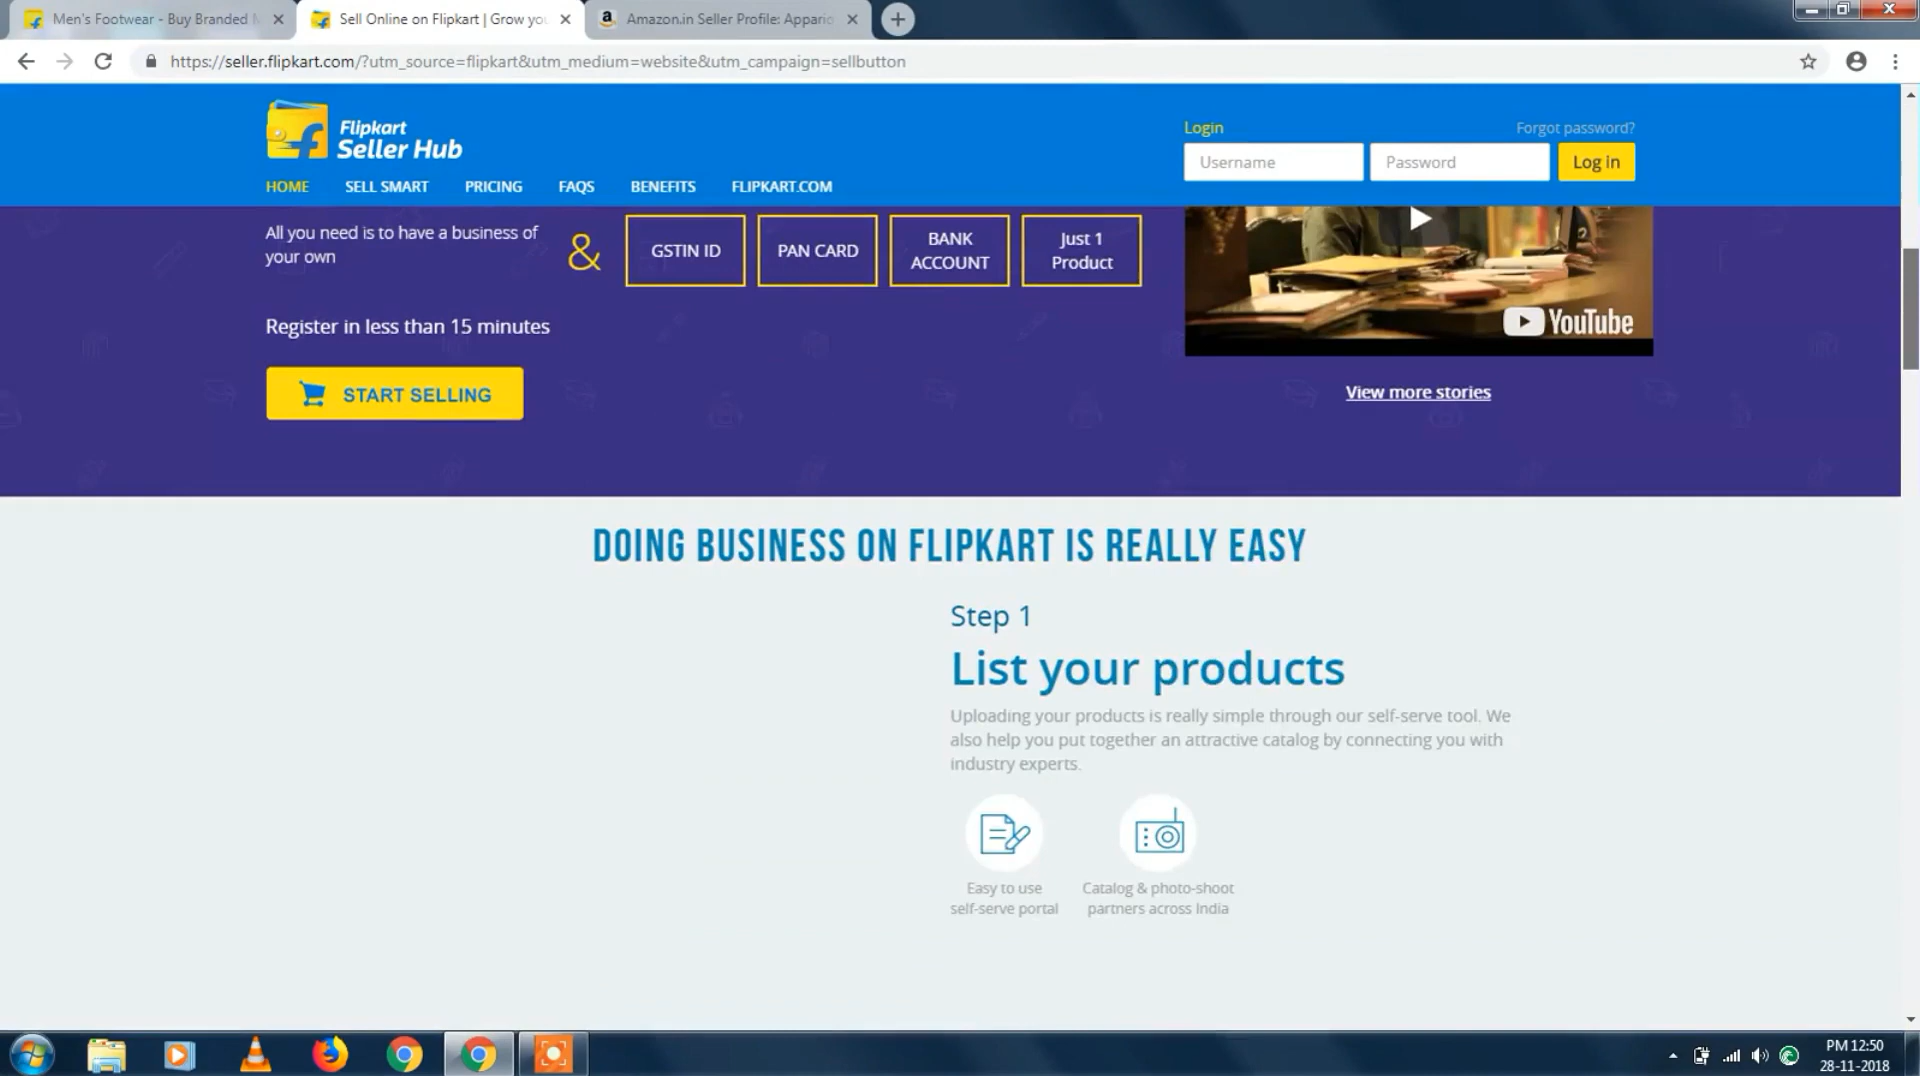 Men's Footwear - Buy Branded
Sell Online on Flipkart | Grow you
Amazon.in Seller Profile: Appario
https://seller.flipkart.com/?utm_source=flipkart&utm_medium=website&utm_campaign=sellbutton
Flipkart
Seller Hub
Login
Forgot password?
Username
Password
Log in
HOME
SELL SMART
PRICING
FAQS
BENEFITS
FLIPKART.COM
All you need is to have a business of
your own
&
GSTIN ID
PAN CARD
BANK
ACCOUNT
Just 1
Product
YouTube
Register in less than 15 minutes
START SELLING
View more stories
DOING BUSINESS ON FLIPKART IS REALLY EASY
Step 1
List your products
Uploading your products is really simple through our self-serve tool. We
also help you put together an attractive catalog by connecting you with
industry experts.
Easy to use
self-serve portal
Catalog & photo-shoot
partners across India
PM 12:50
28-11-2018